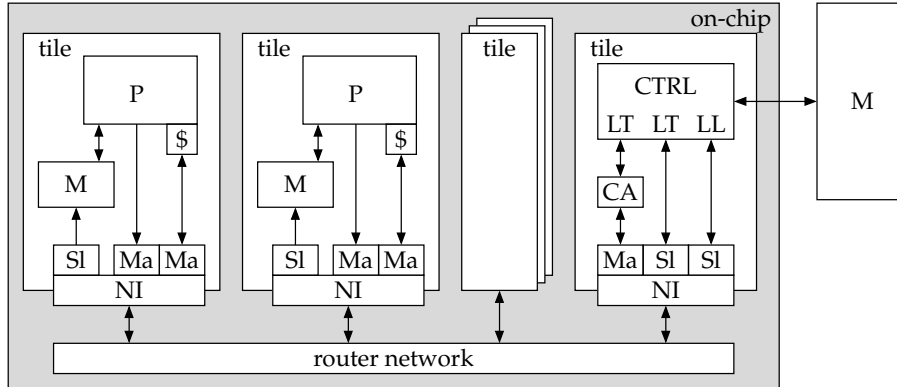 on-chip
tile
P
$
M
Sl
Ma
Ma
NI
tile
P
$
M
Sl
Ma
Ma
NI
tile
tile
CTRL
LT LT LL
CA
Ma
Sl
Sl
NI
M
router network